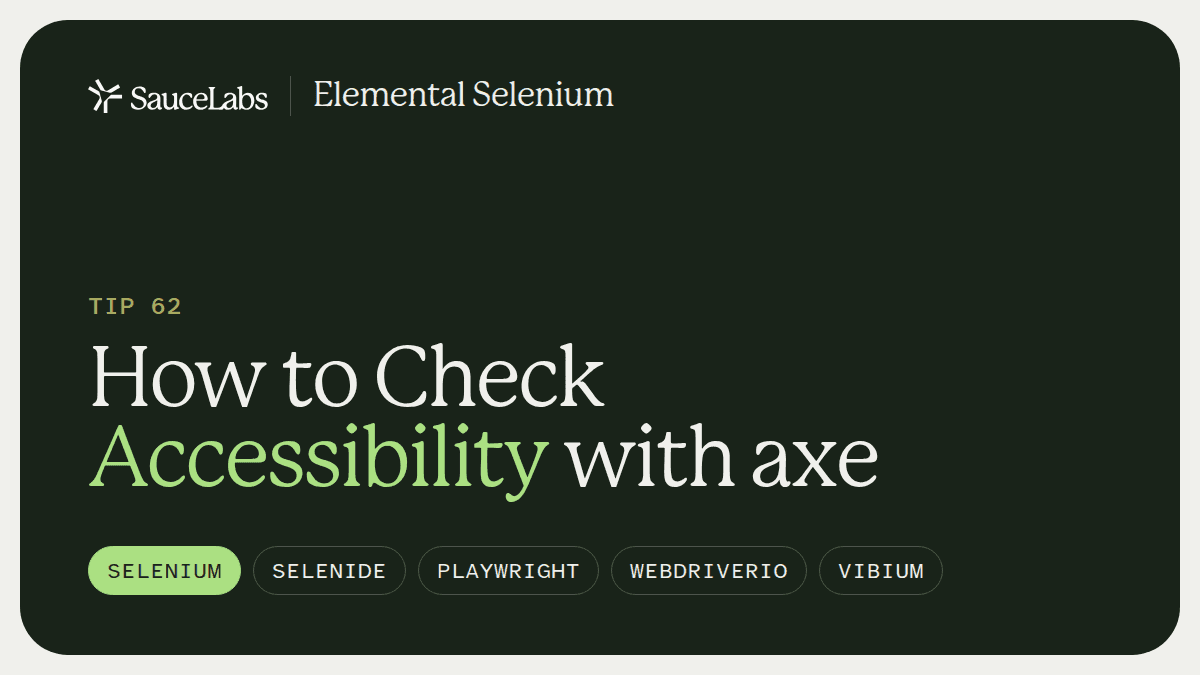 SauceLabs Elemental Selenium
TIP 62
How to Check
Accessibility with axe
SELENIUM SELENIDE PLAYWRIGHT WEBDRIVERIO VIBIUM